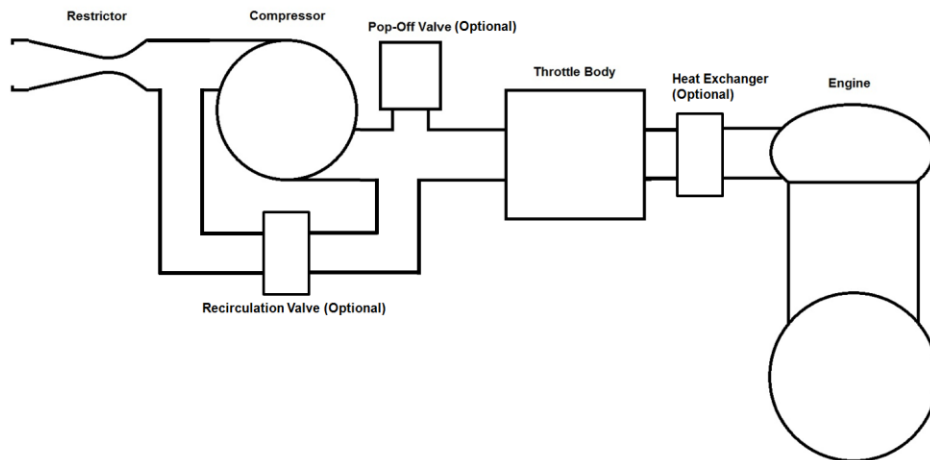 Restrictor
Compressor
Pop-Off Valve (Optional)
Throttle Body
Heat Exchanger
(Optional)
Engine
Recirculation Valve (Optional)